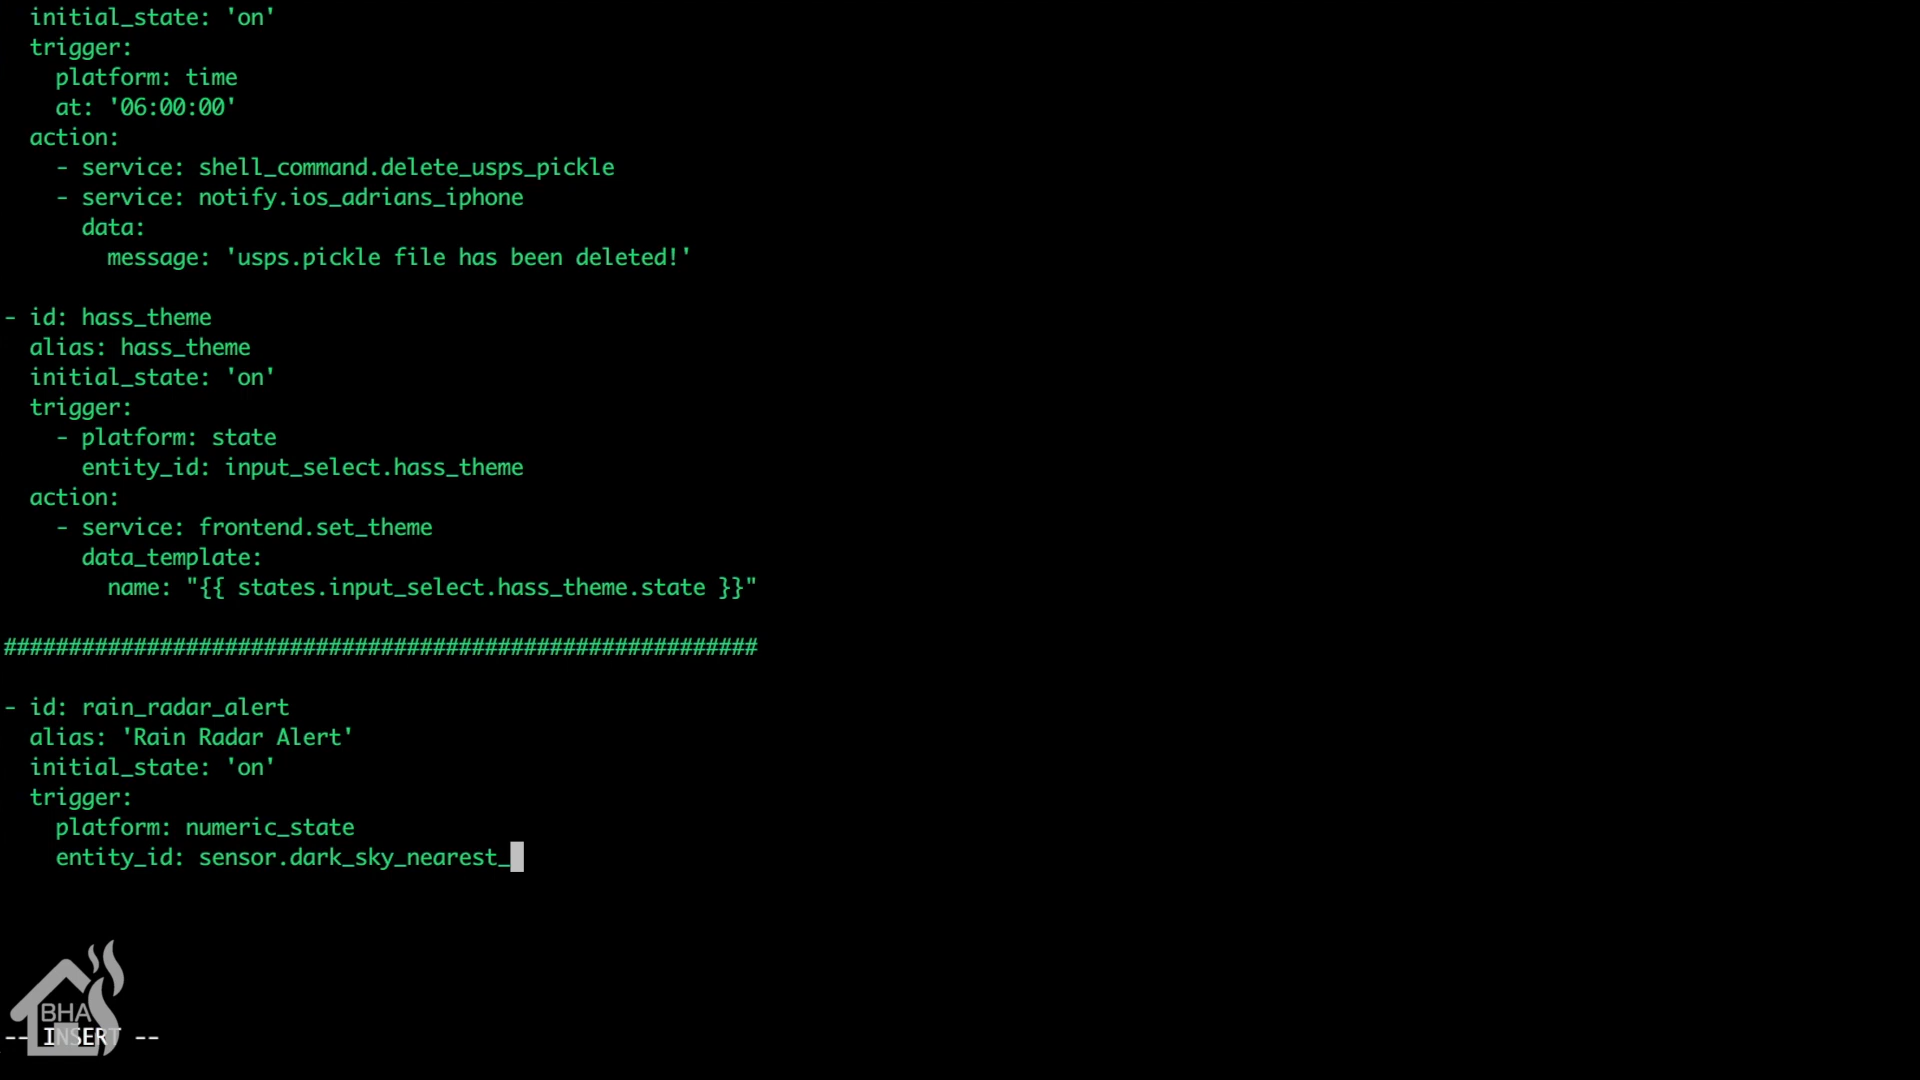 initial_state: 'on'
trigger:
platform: time
at: '06:00:00'
action:
- service: shell_command.delete_usps_pickle
- service: notify.ios_adrians_iphone
data:
message: 'usps.pickle file has been deleted!'
- id: hass_theme
alias: hass_theme
initial_state: 'on'
trigger:
- platform: state
entity_id: input_select.hass_theme
action:
- service: frontend.set_theme
data_template:
name: "{{ states.input_select.hass_theme.state }}"
##########################################################
- id: rain_radar_alert
alias: 'Rain Radar Alert'
initial_state: 'on'
trigger:
platform: numeric_state
entity_id: sensor.dark_sky_nearest_
BHA
-- INSERT --